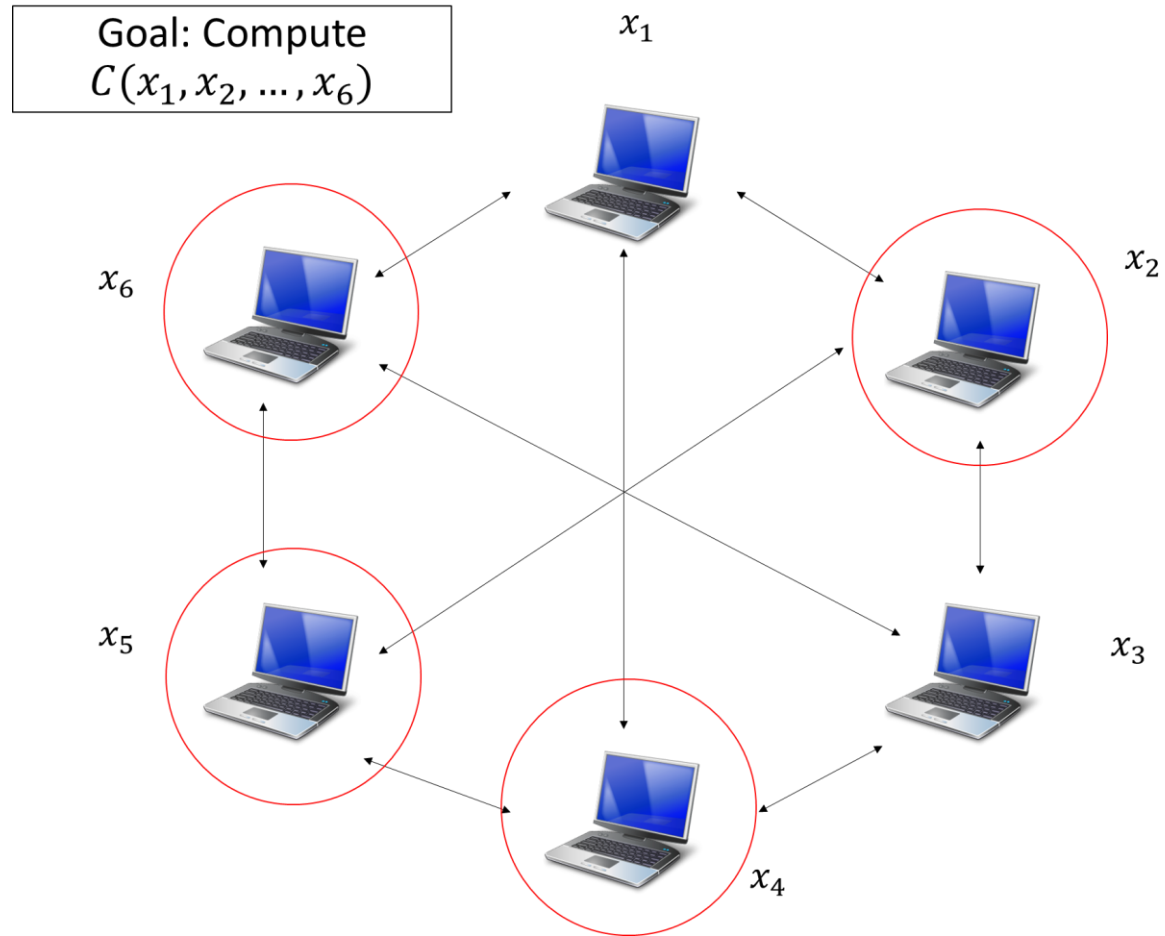 Goal: Compute
C(x₁, x₂, … , x₆)
x₁
x₂
x₆
x₅
x₃
x₄